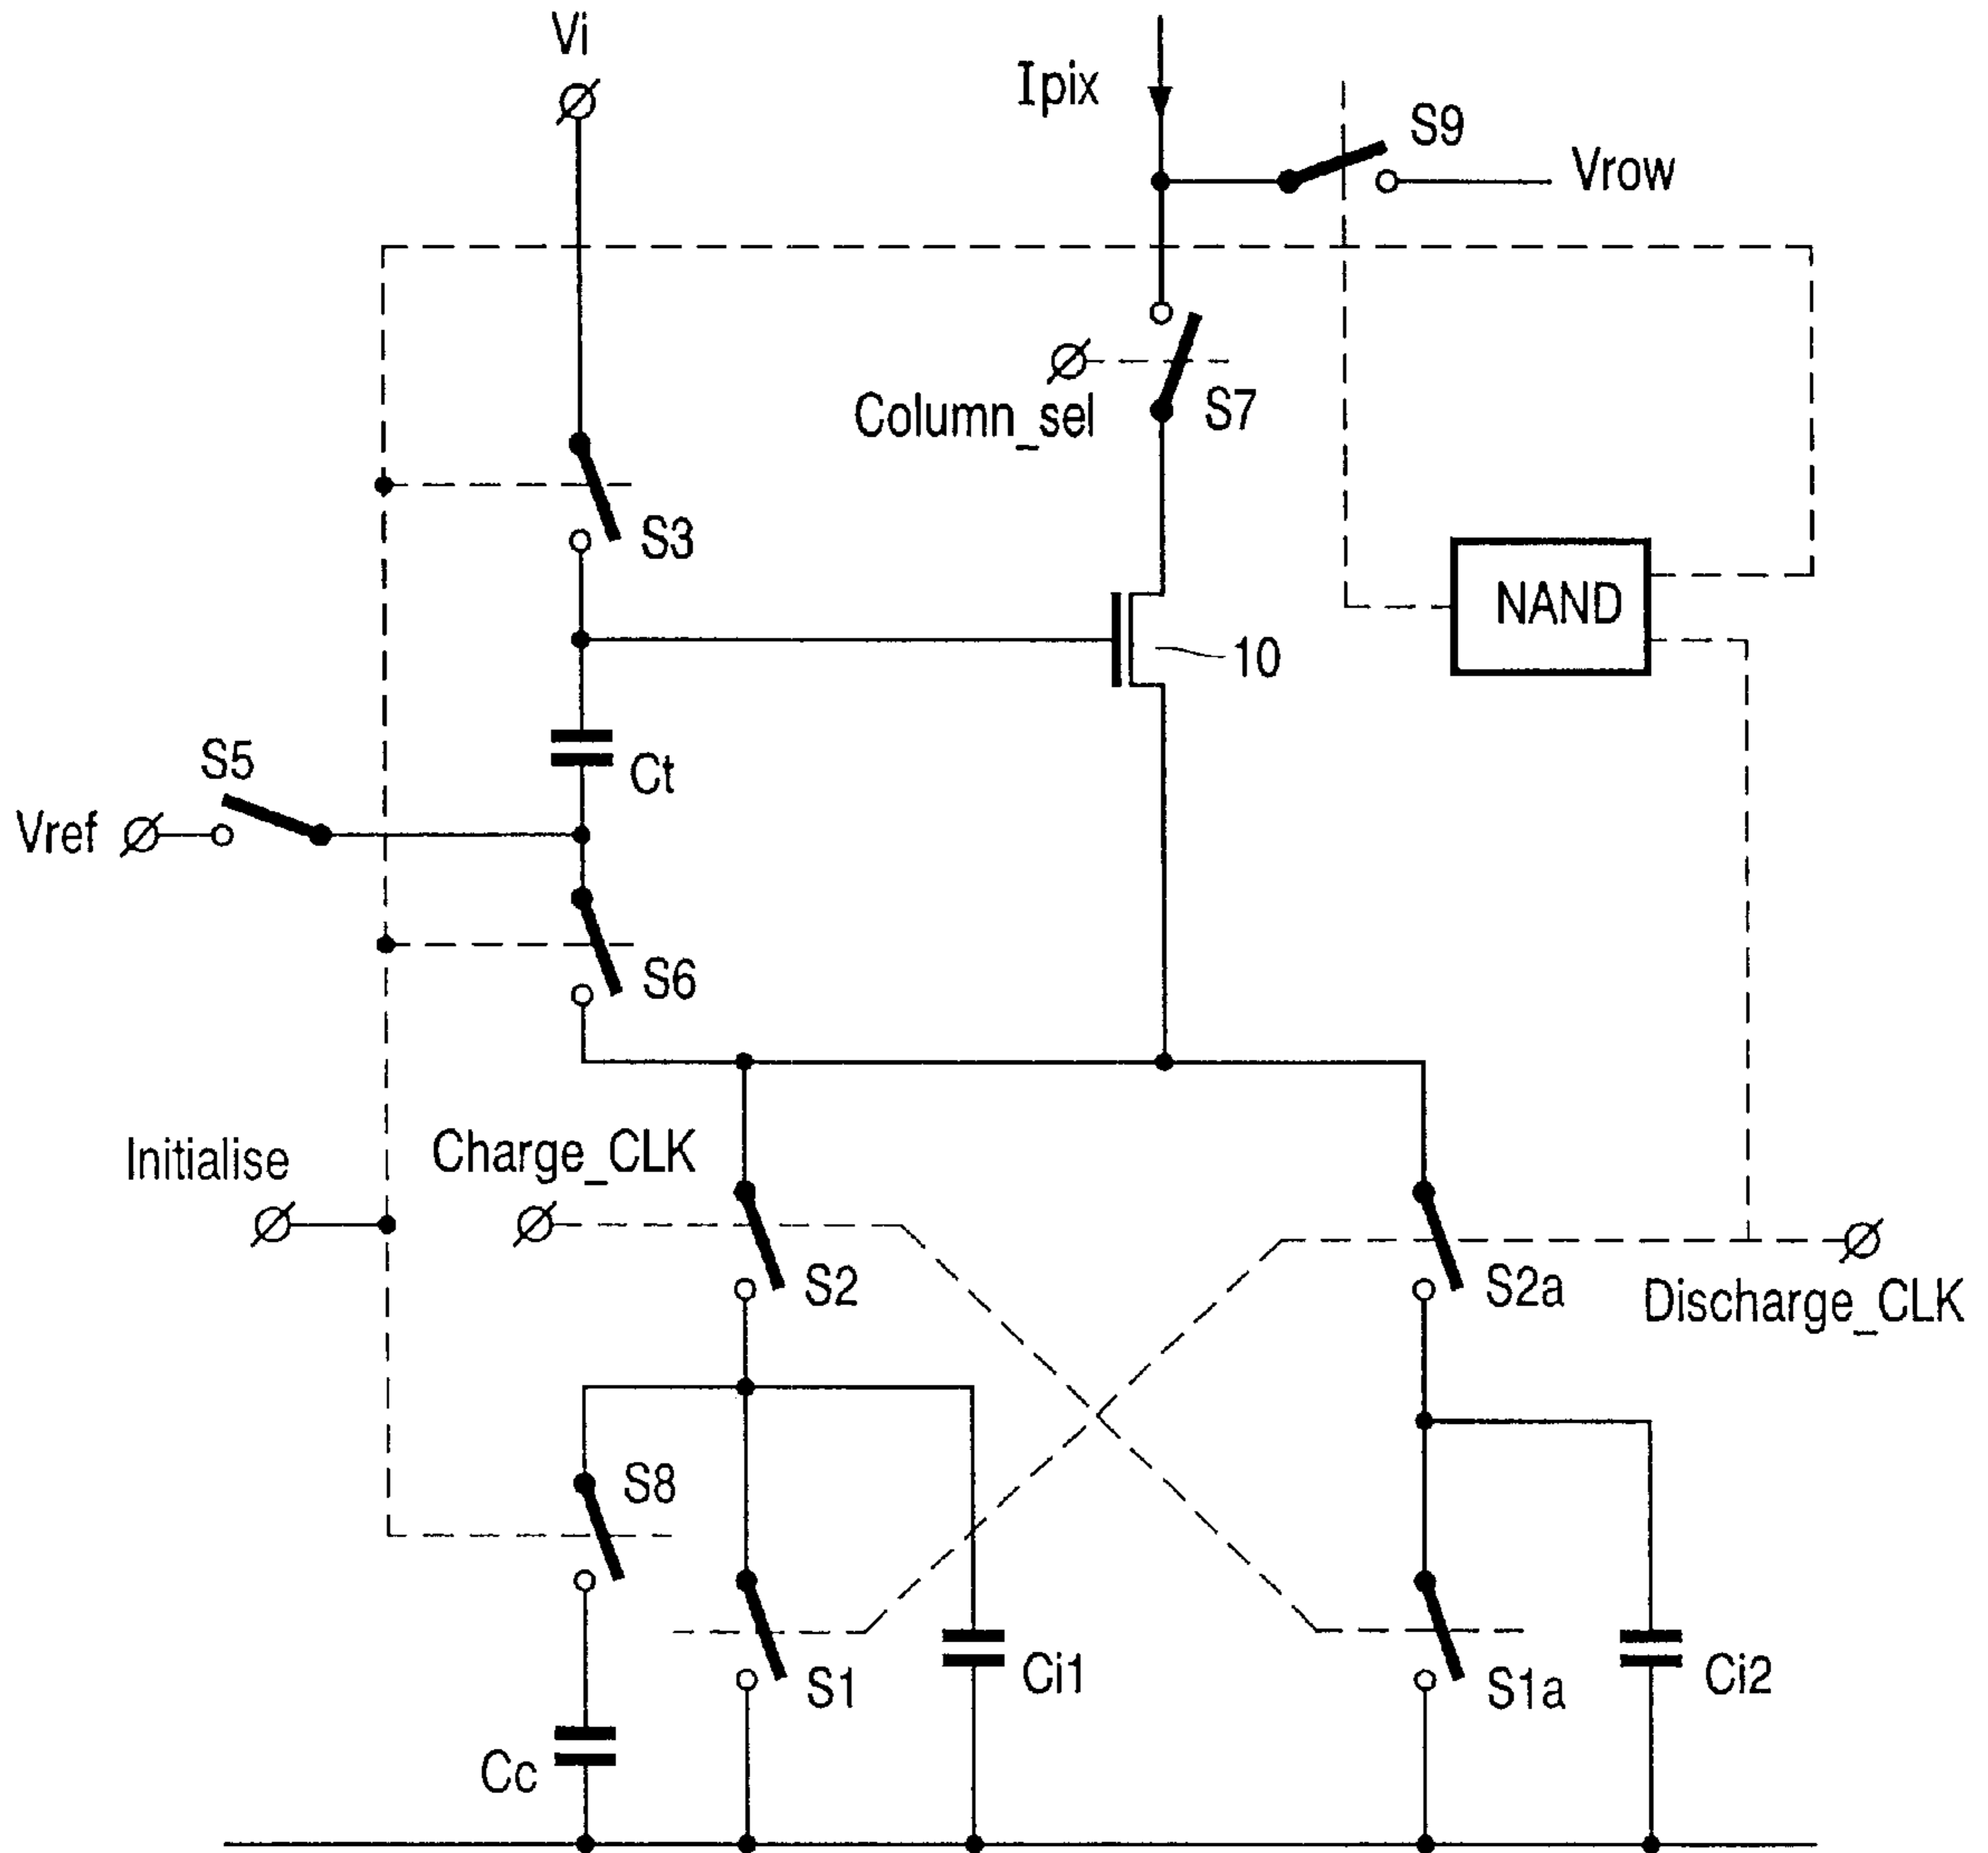 Vi
Ipix
S9
Vrow
Column_sel
S7
S3
NAND
10
S5
Ct
Vref
S6
Initialise
Charge_CLK
S2
S2a
Discharge_CLK
S8
S1
Ci1
S1a
Ci2
Cc